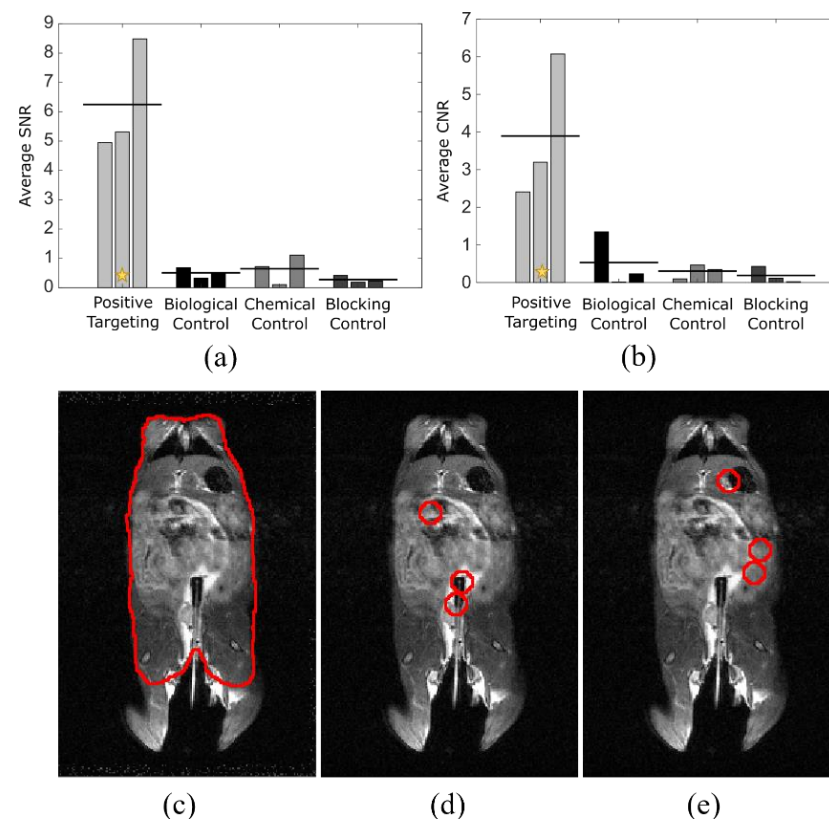 9
8
7
6
5
4
3
2
1
0
Average SNR
Positive Targeting
Biological Control
Chemical Control
Blocking Control
(a)
7
6
5
4
3
2
1
0
Average CNR
Positive Targeting
Biological Control
Chemical Control
Blocking Control
(b)
(c)
(d)
(e)